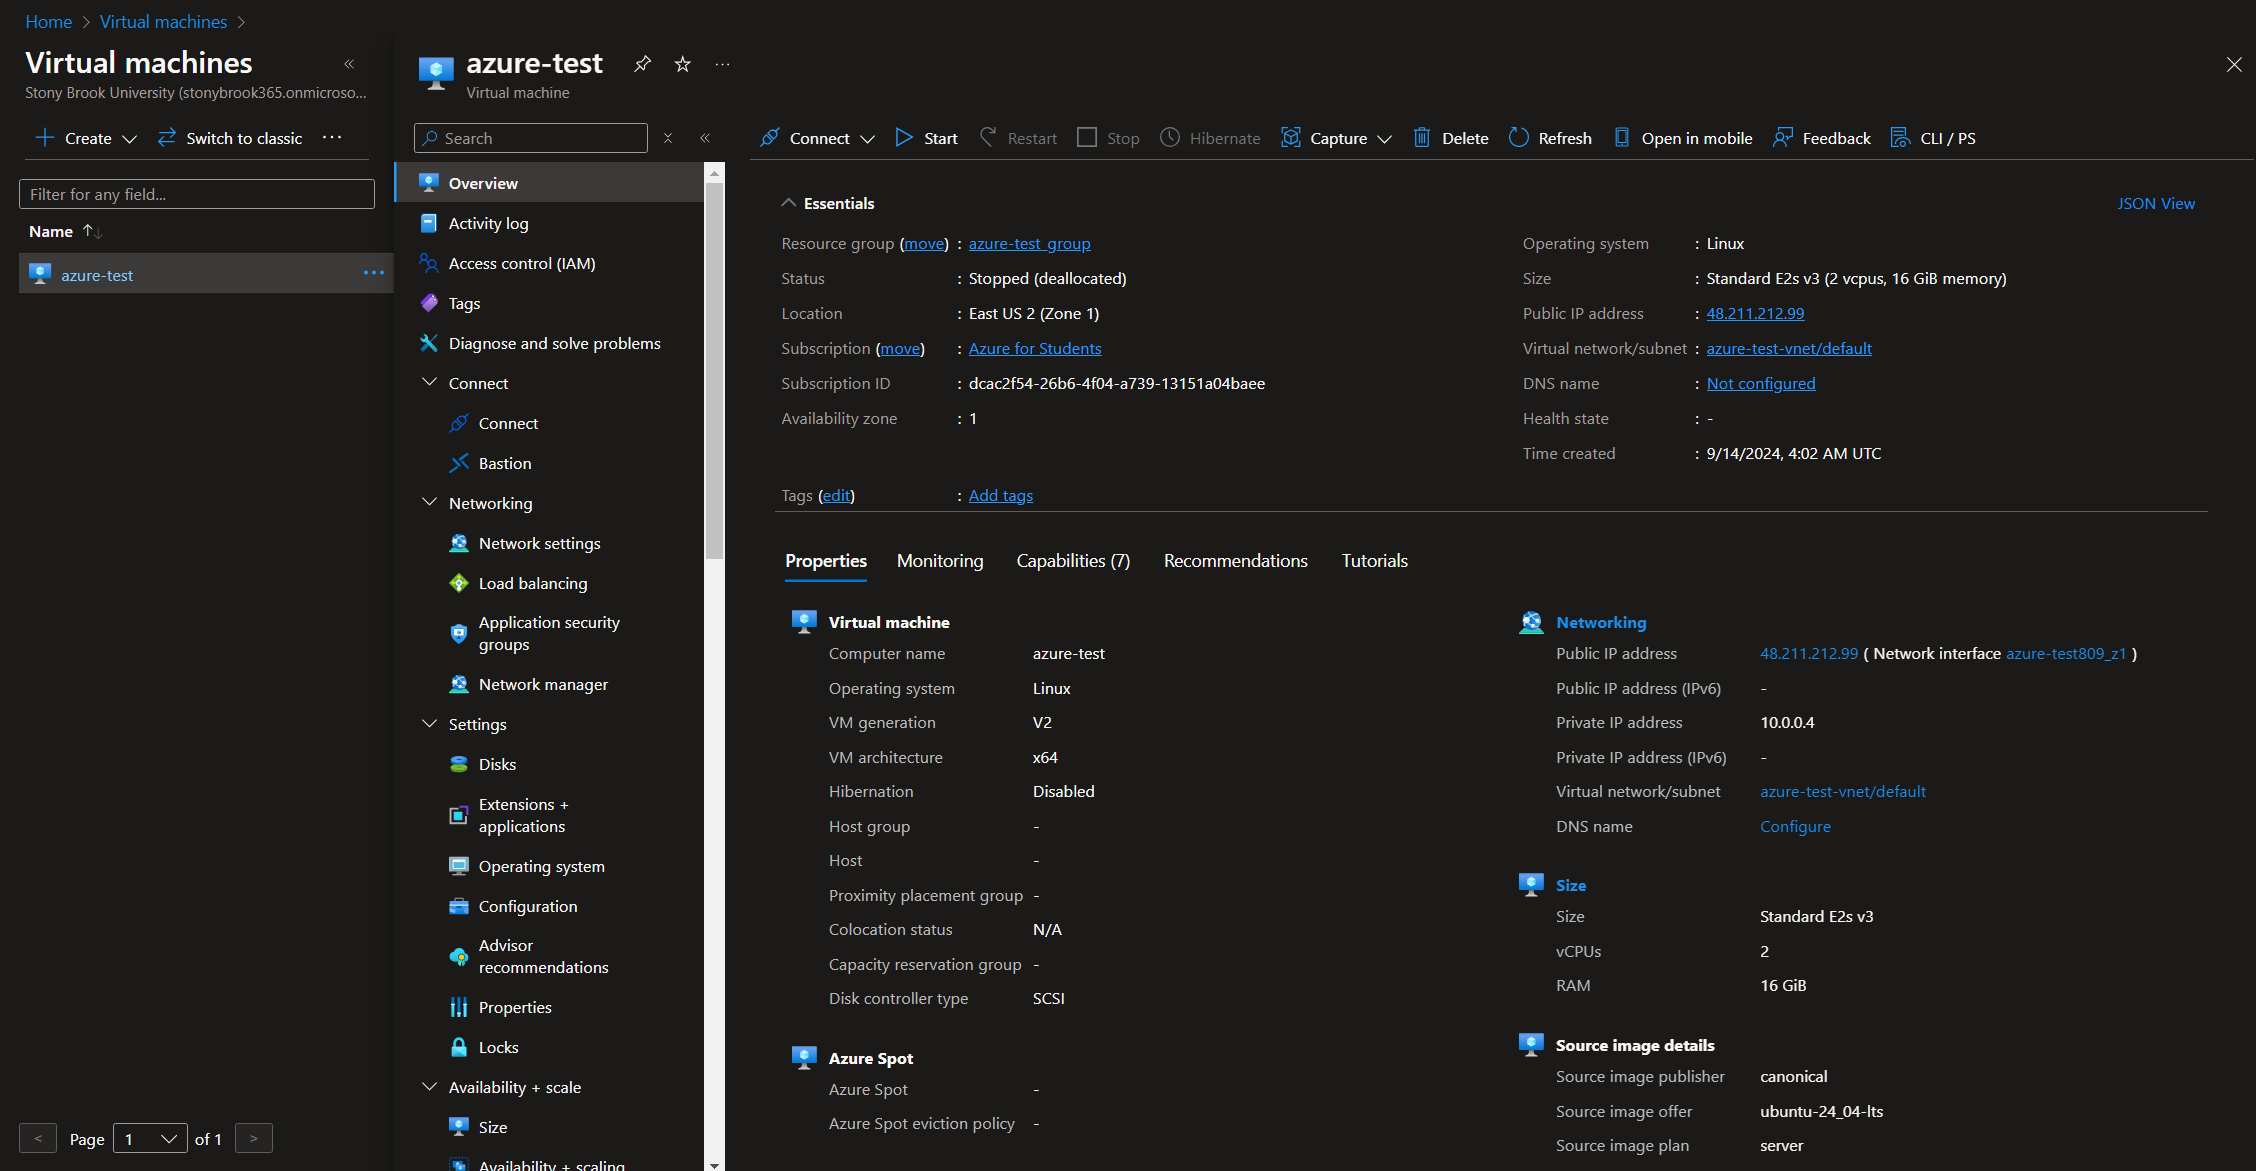 Home > Virtual machines >
Virtual machines
Stony Brook University (stonybrook365.onmicroso...
Create
Switch to classic
Filter for any field...
Name
azure-test
Page 1 of 1
azure-test
Virtual machine
Search
Overview
Activity log
Access control (IAM)
Tags
Diagnose and solve problems
Connect
Connect
Bastion
Networking
Network settings
Load balancing
Application security
groups
Network manager
Settings
Disks
Extensions +
applications
Operating system
Configuration
Advisor
recommendations
Properties
Locks
Availability + scale
Size
Availability + scaling
Connect
Start
Restart
Stop
Hibernate
Capture
Delete
Refresh
Open in mobile
Feedback
CLI / PS
Essentials
JSON View
Resource group (move) : azure-test_group
Status : Stopped (deallocated)
Location : East US 2 (Zone 1)
Subscription (move) : Azure for Students
Subscription ID : dcac2f54-26b6-4f04-a739-13151a04baee
Availability zone : 1
Operating system : Linux
Size : Standard E2s v3 (2 vcpus, 16 GiB memory)
Public IP address : 48.211.212.99
Virtual network/subnet : azure-test-vnet/default
DNS name : Not configured
Health state : -
Time created : 9/14/2024, 4:02 AM UTC
Tags (edit) : Add tags
Properties
Monitoring
Capabilities (7)
Recommendations
Tutorials
Virtual machine
Computer name azure-test
Operating system Linux
VM generation V2
VM architecture x64
Hibernation Disabled
Host group -
Host -
Proximity placement group -
Colocation status N/A
Capacity reservation group -
Disk controller type SCSI
Azure Spot
Azure Spot -
Azure Spot eviction policy -
Networking
Public IP address 48.211.212.99 ( Network interface azure-test809_z1 )
Public IP address (IPv6) -
Private IP address 10.0.0.4
Private IP address (IPv6) -
Virtual network/subnet azure-test-vnet/default
DNS name Configure
Size
Size Standard E2s v3
vCPUs 2
RAM 16 GiB
Source image details
Source image publisher canonical
Source image offer ubuntu-24_04-lts
Source image plan server